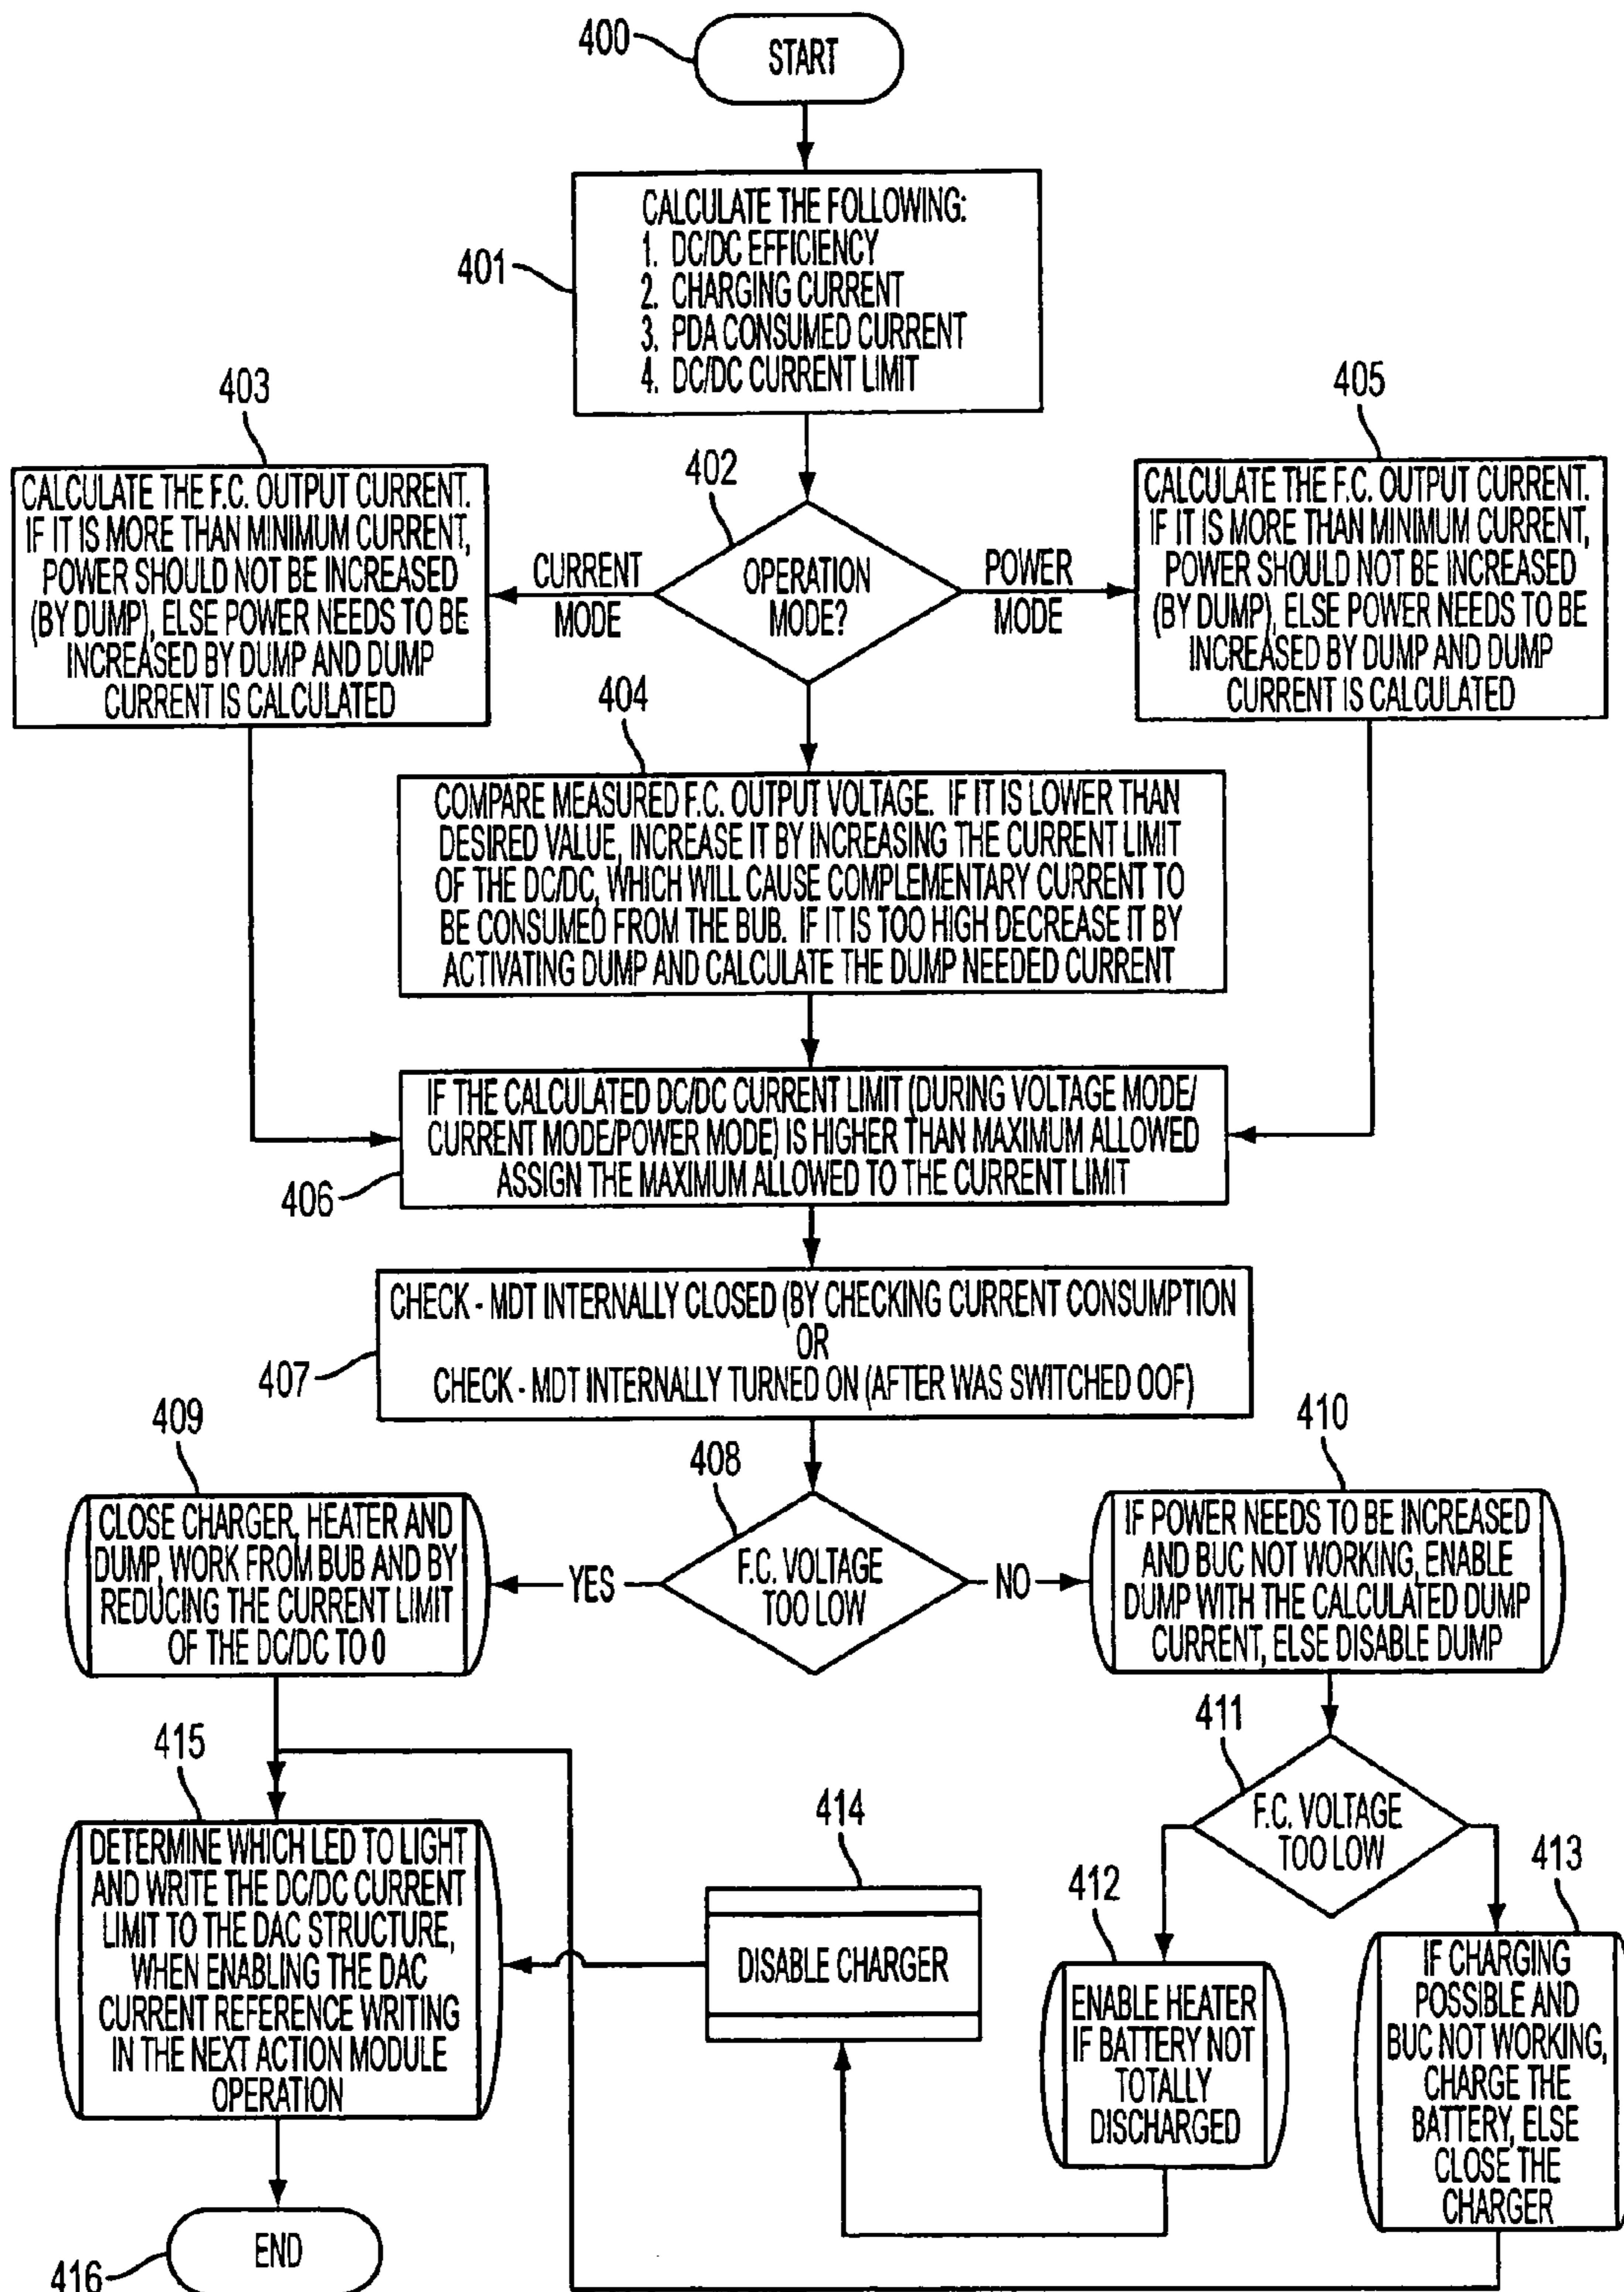 400
START
401
CALCULATE THE FOLLOWING:
1. DC/DC EFFICIENCY
2. CHARGING CURRENT
3. PDA CONSUMED CURRENT
4. DC/DC CURRENT LIMIT
403
CALCULATE THE F.C. OUTPUT CURRENT.
IF IT IS MORE THAN MINIMUM CURRENT,
POWER SHOULD NOT BE INCREASED
(BY DUMP), ELSE POWER NEEDS TO BE
INCREASED BY DUMP AND DUMP
CURRENT IS CALCULATED
CURRENT
MODE
402
OPERATION
MODE?
POWER
MODE
405
CALCULATE THE F.C. OUTPUT CURRENT.
IF IT IS MORE THAN MINIMUM CURRENT,
POWER SHOULD NOT BE INCREASED
(BY DUMP), ELSE POWER NEEDS TO BE
INCREASED BY DUMP AND DUMP
CURRENT IS CALCULATED
404
COMPARE MEASURED F.C. OUTPUT VOLTAGE. IF IT IS LOWER THAN
DESIRED VALUE, INCREASE IT BY INCREASING THE CURRENT LIMIT
OF THE DC/DC, WHICH WILL CAUSE COMPLEMENTARY CURRENT TO
BE CONSUMED FROM THE BUB. IF IT IS TOO HIGH DECREASE IT BY
ACTIVATING DUMP AND CALCULATE THE DUMP NEEDED CURRENT
IF THE CALCULATED DC/DC CURRENT LIMIT (DURING VOLTAGE MODE/
CURRENT MODE/POWER MODE) IS HIGHER THAN MAXIMUM ALLOWED
ASSIGN THE MAXIMUM ALLOWED TO THE CURRENT LIMIT
406
CHECK - MDT INTERNALLY CLOSED (BY CHECKING CURRENT CONSUMPTION
OR
CHECK - MDT INTERNALLY TURNED ON (AFTER WAS SWITCHED OOF)
407
409
CLOSE CHARGER, HEATER AND
DUMP, WORK FROM BUB AND BY
REDUCING THE CURRENT LIMIT
OF THE DC/DC TO 0
YES
408
F.C. VOLTAGE
TOO LOW
NO
410
IF POWER NEEDS TO BE INCREASED
AND BUC NOT WORKING, ENABLE
DUMP WITH THE CALCULATED DUMP
CURRENT, ELSE DISABLE DUMP
411
F.C. VOLTAGE
TOO LOW
415
DETERMINE WHICH LED TO LIGHT
AND WRITE THE DC/DC CURRENT
LIMIT TO THE DAC STRUCTURE,
WHEN ENABLING THE DAC
CURRENT REFERENCE WRITING
IN THE NEXT ACTION MODULE
OPERATION
414
DISABLE CHARGER
412
ENABLE HEATER
IF BATTERY NOT
TOTALLY
DISCHARGED
413
IF CHARGING
POSSIBLE AND
BUC NOT WORKING,
CHARGE THE
BATTERY, ELSE
CLOSE THE
CHARGER
END
416